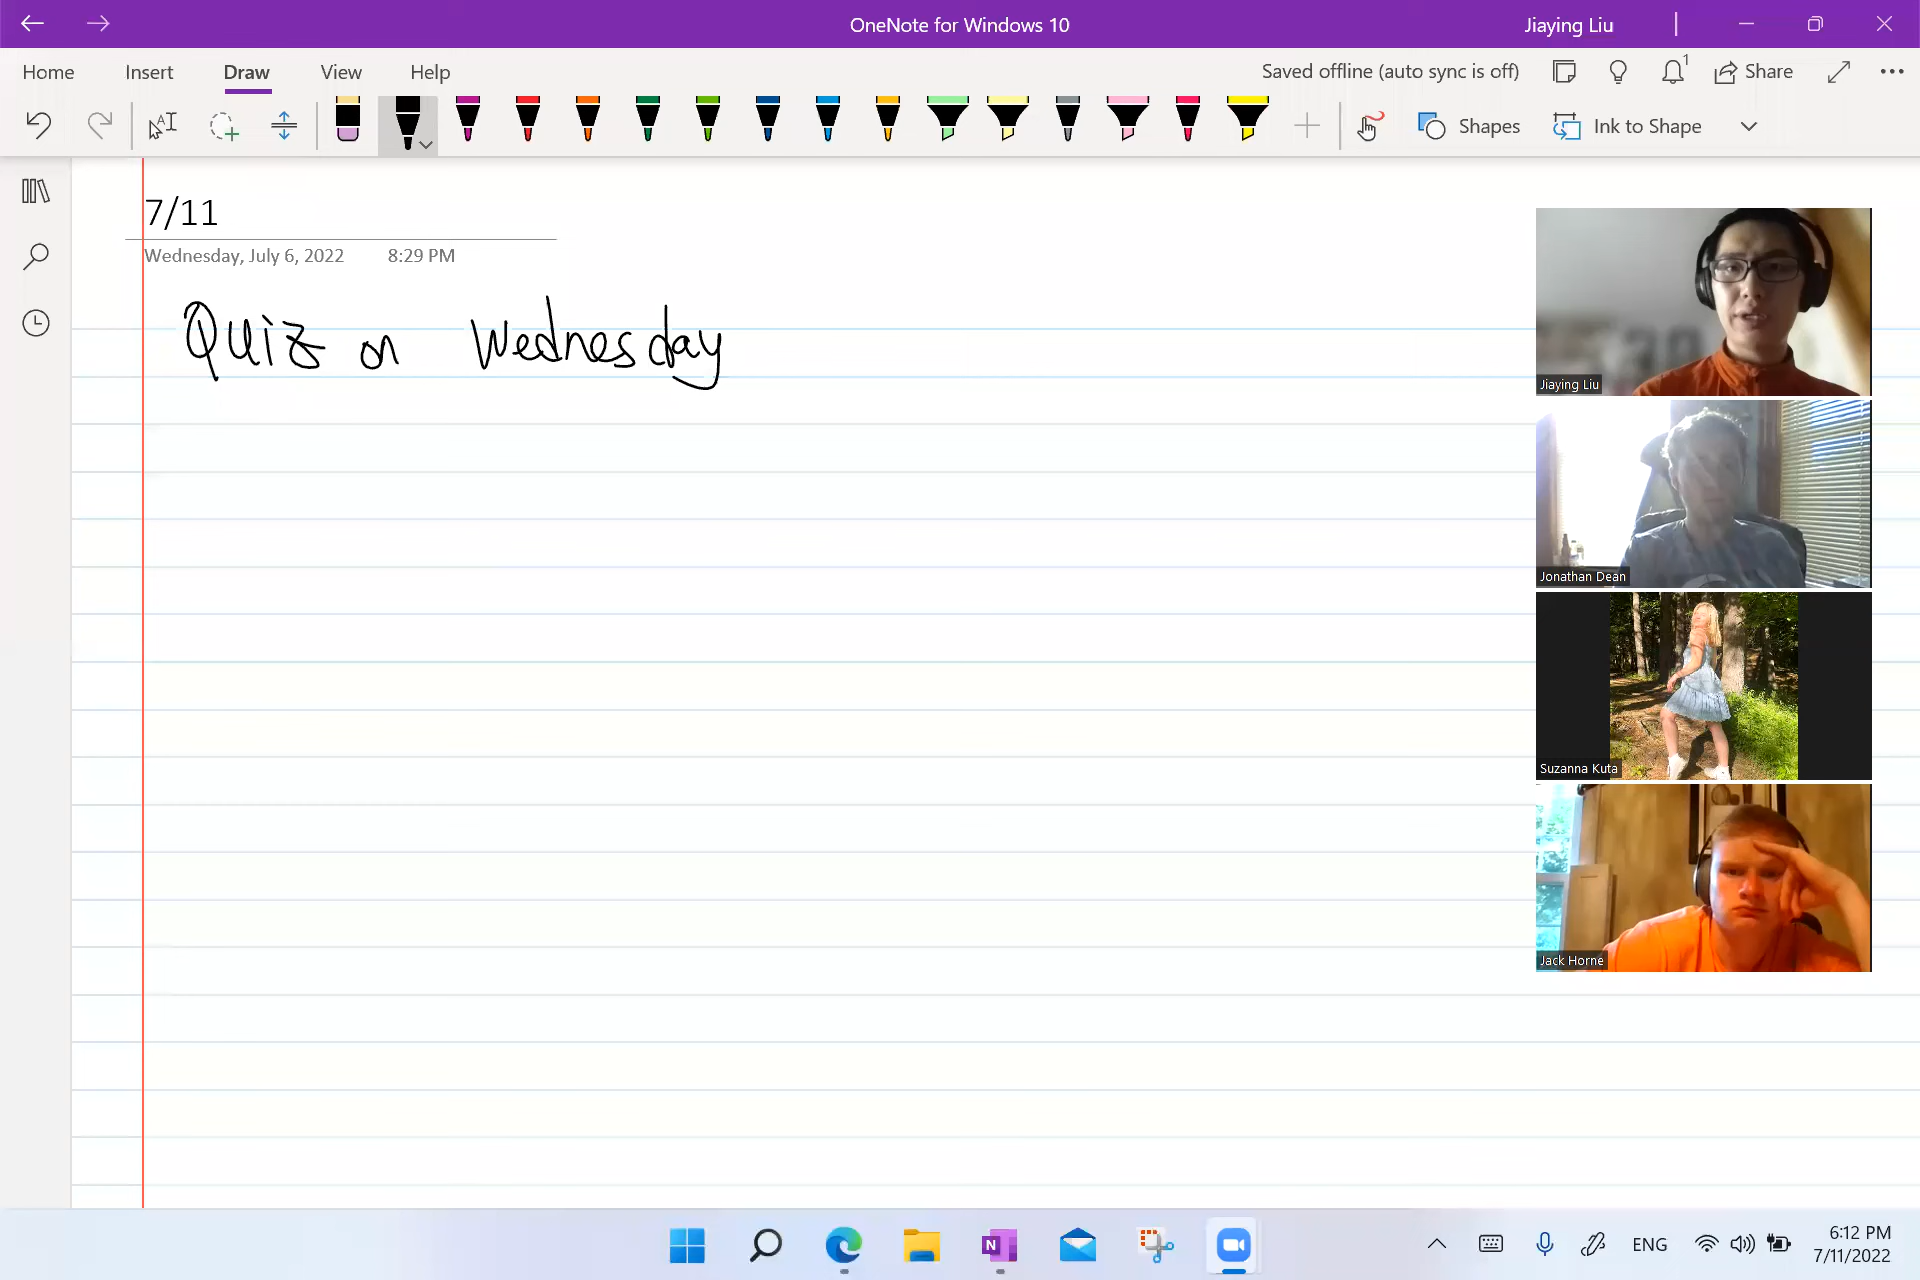 OneNote for Windows 10
Jiaying Liu
Home Insert Draw View Help
Saved offline (auto sync is off)
1
Share
Shapes
Ink to Shape
7/11
Wednesday, July 6, 2022 8:29 PM
Quiz on Wednesday
Jiaying Liu
Jonathan Dean
Suzanna Kuta
Jack Horne
ENG
6:12 PM
7/11/2022